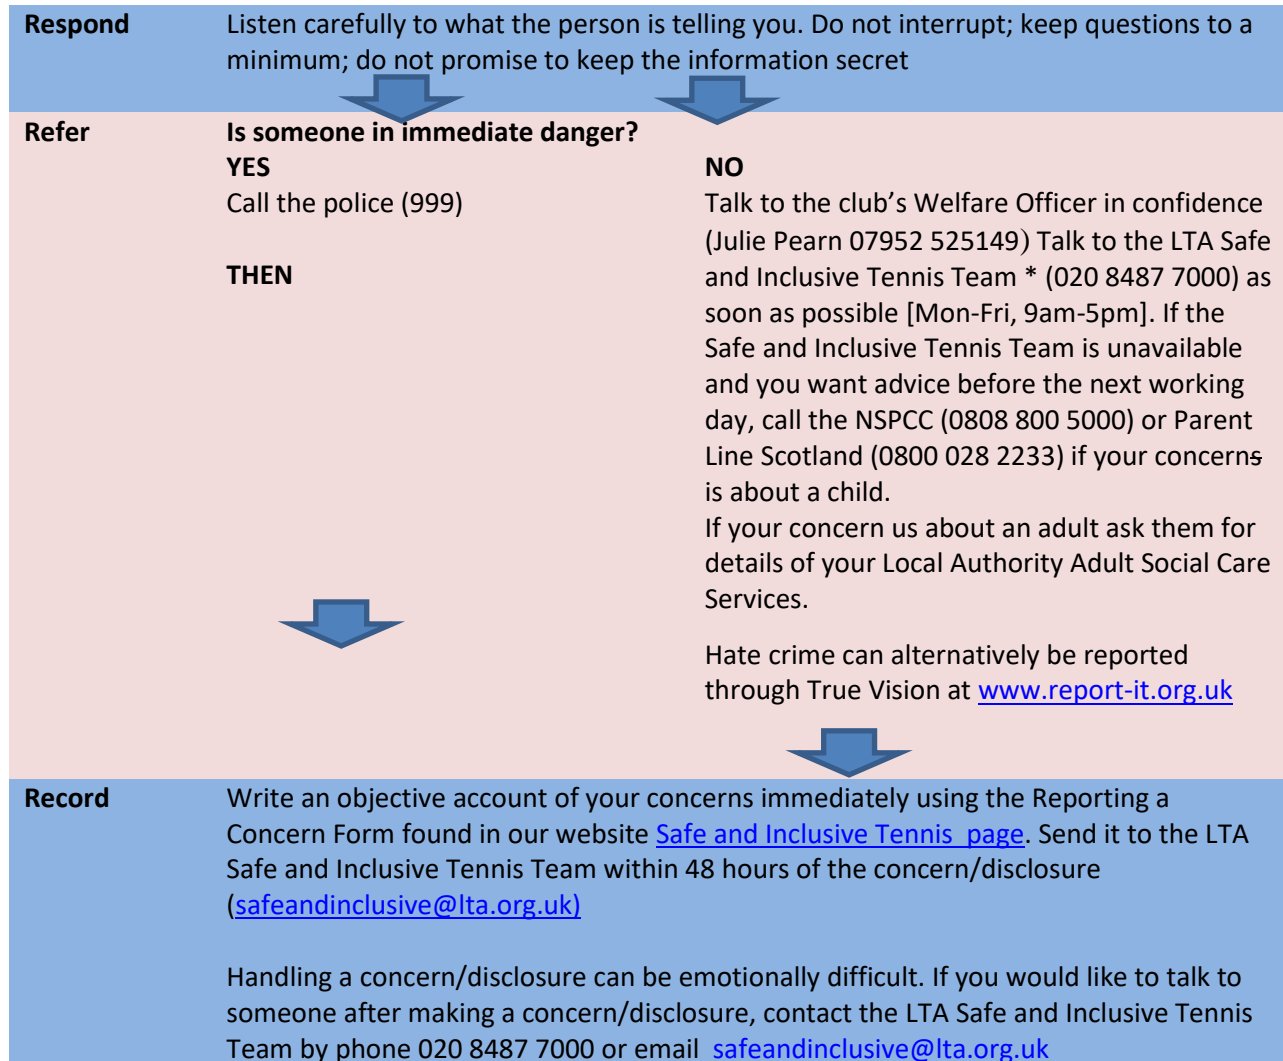 Respond
Listen carefully to what the person is telling you. Do not interrupt; keep questions to a
minimum; do not promise to keep the information secret
Refer
Is someone in immediate danger?
YES
Call the police (999)
THEN
NO
Talk to the club's Welfare Officer in confidence
(Julie Pearn 07952 525149) Talk to the LTA Safe
and Inclusive Tennis Team * (020 8487 7000) as
soon as possible [Mon-Fri, 9am-5pm]. If the
Safe and Inclusive Tennis Team is unavailable
and you want advice before the next working
day, call the NSPCC (0808 800 5000) or Parent
Line Scotland (0800 028 2233) if your concerns
is about a child.
If your concern us about an adult ask them for
details of your Local Authority Adult Social Care
Services.
Hate crime can alternatively be reported
through True Vision at www.report-it.org.uk
Record
Write an objective account of your concerns immediately using the Reporting a
Concern Form found in our website Safe and Inclusive Tennis  page. Send it to the LTA
Safe and Inclusive Tennis Team within 48 hours of the concern/disclosure
(safeandinclusive@lta.org.uk)
Handling a concern/disclosure can be emotionally difficult. If you would like to talk to
someone after making a concern/disclosure, contact the LTA Safe and Inclusive Tennis
Team by phone 020 8487 7000 or email  safeandinclusive@lta.org.uk